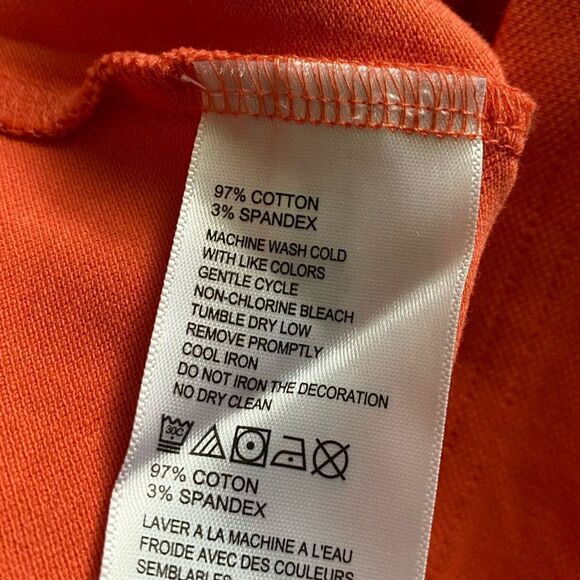 97% COTTON
3% SPANDEX
MACHINE WASH COLD
WITH LIKE COLORS
GENTLE CYCLE
NON-CHLORINE BLEACH
TUMBLE DRY LOW
REMOVE PROMPTLY
COOL IRON
DO NOT IRON THE DECORATION
NO DRY CLEAN
30C
97% COTON
3% SPANDEX
LAVER A LA MACHINE A L'EAU
FROIDE AVEC DES COULEURS
SEMBLABLES